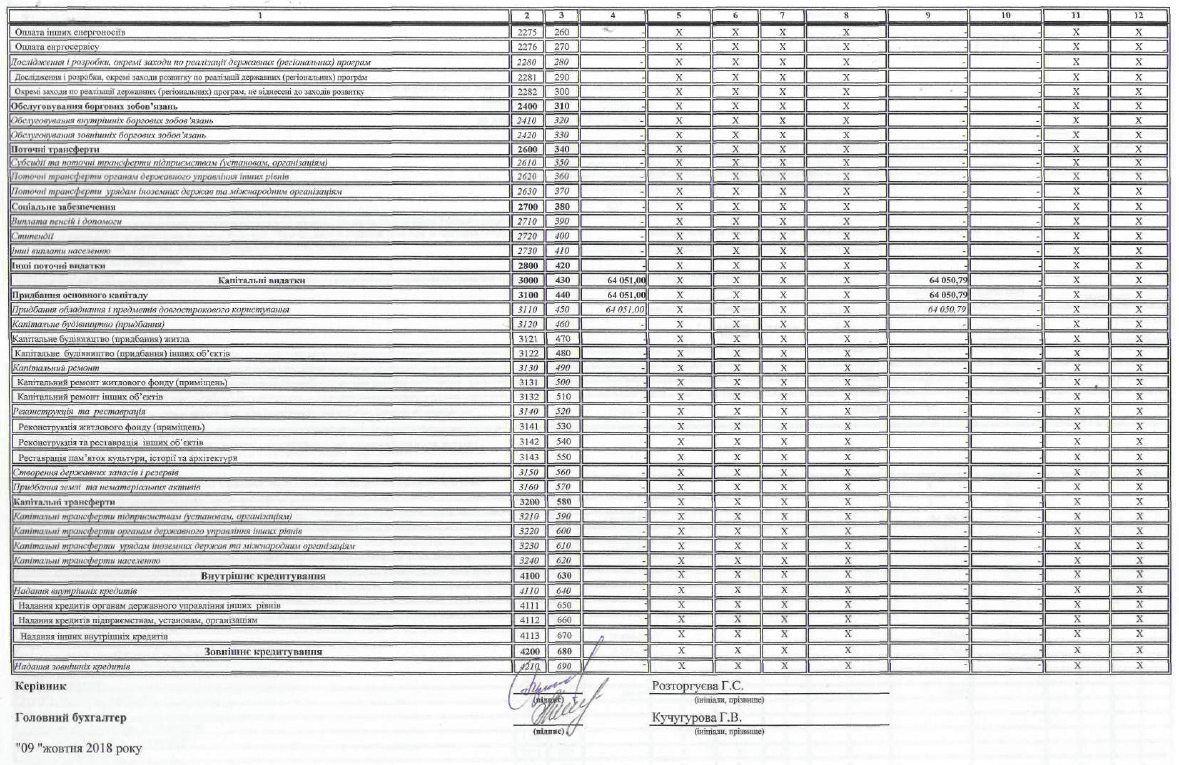 1 2 3 4 5 6 7 8 9 10 11 12
Оплата інших енергоносіїв 2275 260 - X X X X - - X X
Оплата енргосервісу 2276 270 - X X X X - - X X
Дослідження і розробки, окремі заходи по реалізації державних (регіональних) програм 2280 280 - X X X X - - X X
Дослідження і розробки, окремі заходи розвитку по реалізації державних (регіональних) програм 2281 290 - X X X X - - X X
Окремі заходи по реалізації державних (регіональних) програм, не віднесені до заходів розвитку 2282 300 - X X X X - - X X
Обслуговування боргових зобов’язань 2400 310 - X X X X - - X X
Обслуговування внутрішніх боргових зобов’язань 2410 320 - X X X X - - X X
Обслуговування зовнішніх боргових зобов’язань 2420 330 - X X X X - - X X
Поточні трансферти 2600 340 - X X X X - - X X
Субсидії та поточні трансферти підприємствам (установам, організаціям) 2610 350 - X X X X - - X X
Поточні трансферти органам державного управління інших рівнів 2620 360 - X X X X - - X X
Поточні трансферти урядам іноземних держав та міжнародним організаціям 2630 370 - X X X X - - X X
Соціальне забезпечення 2700 380 - X X X X - - X X
Виплата пенсій і допомоги 2710 390 - X X X X - - X X
Стипендії 2720 400 - X X X X - - X X
Інші виплати населенню 2730 410 - X X X X - - X X
Інші поточні видатки 2800 420 - X X X X - - X X
Капітальні видатки 3000 430 64 051,00 X X X X 64 050,79 - X X
Придбання основного капіталу 3100 440 64 051,00 X X X X 64 050,79 - X X
Придбання обладнання і предметів довгострокового користування 3110 450 64 051,00 X X X X 64 050,79 - X X
Капітальне будівництво (придбання) 3120 460 - X X X X - - X X
Капітальне будівництво (придбання) житла 3121 470 - X X X X - - X X
Капітальне будівництво (придбання) інших об’єктів 3122 480 - X X X X - - X X
Капітальний ремонт 3130 490 - X X X X - - X X
Капітальний ремонт житлового фонду (приміщень) 3131 500 - X X X X - - X X
Капітальний ремонт інших об’єктів 3132 510 - X X X X - - X X
Реконструкція та реставрація 3140 520 - X X X X - - X X
Реконструкція житлового фонду (приміщень) 3141 530 - X X X X - - X X
Реконструкція та реставрація інших об’єктів 3142 540 - X X X X - - X X
Реставрація пам’яток культури, історії та архітектури 3143 550 - X X X X - - X X
Створення державних запасів і резервів 3150 560 - X X X X - - X X
Придбання землі та нематеріальних активів 3160 570 - X X X X - - X X
Капітальні трансферти 3200 580 - X X X X - - X X
Капітальні трансферти підприємствам (установам, організаціям) 3210 590 - X X X X - - X X
Капітальні трансферти органам державного управління інших рівнів 3220 600 - X X X X - - X X
Капітальні трансферти урядам іноземних держав та міжнародним організаціям 3230 610 - X X X X - - X X
Капітальні трансферти населенню 3240 620 - X X X X - - X X
Внутрішнє кредитування 4100 630 - X X X X - - X X
Надання внутрішніх кредитів 4110 640 - X X X X - - X X
Надання кредитів органам державного управління інших рівнів 4111 650 - X X X X - - X X
Надання кредитів підприємствам, установам, організаціям 4112 660 - X X X X - - X X
Надання інших внутрішніх кредитів 4113 670 - X X X X - - X X
Зовнішнє кредитування 4200 680 - X X X X - - X X
Надання зовнішніх кредитів 4210 690 - X X X X - - X X
Керівник Розторгуєва Г.С.
(підпис) (ініціали, прізвище)
Головний бухгалтер Кучугурова Г.В.
(підпис) (ініціали, прізвище)
"09 "жовтня 2018 року